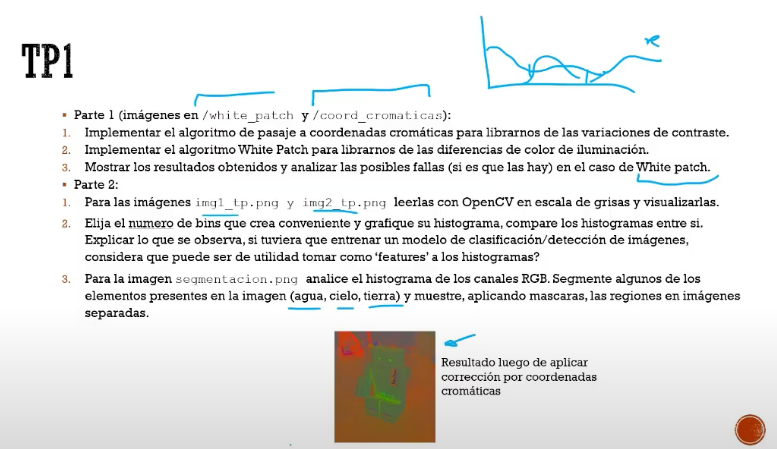 TP1
▪ Parte 1 (imágenes en /white_patch y /coord_cromaticas):
1. Implementar el algoritmo de pasaje a coordenadas cromáticas para librarnos de las variaciones de contraste.
2. Implementar el algoritmo White Patch para librarnos de las diferencias de color de iluminación.
3. Mostrar los resultados obtenidos y analizar las posibles fallas (si es que las hay) en el caso de White patch.
▪ Parte 2:
1. Para las imágenes img1_tp.png y img2_tp.png leerlas con OpenCV en escala de grisas y visualizarlas.
2. Elija el numero de bins que crea conveniente y grafique su histograma, compare los histogramas entre si.
Explicar lo que se observa, si tuviera que entrenar un modelo de clasificación/detección de imágenes,
considera que puede ser de utilidad tomar como ‘features’ a los histogramas?
3. Para la imagen segmentacion.png analice el histograma de los canales RGB. Segmente algunos de los
elementos presentes en la imagen (agua, cielo, tierra) y muestre, aplicando mascaras, las regiones en imágenes
separadas.
Resultado luego de aplicar
corrección por coordenadas
cromáticas